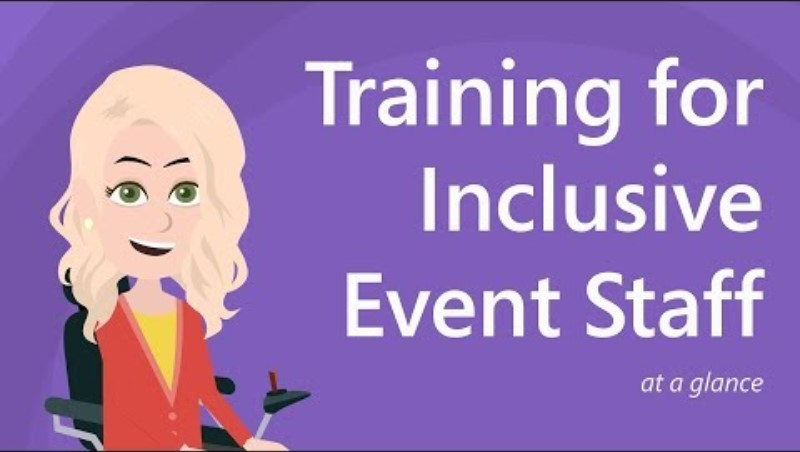 Training for
Inclusive
Event Staff
at a glance